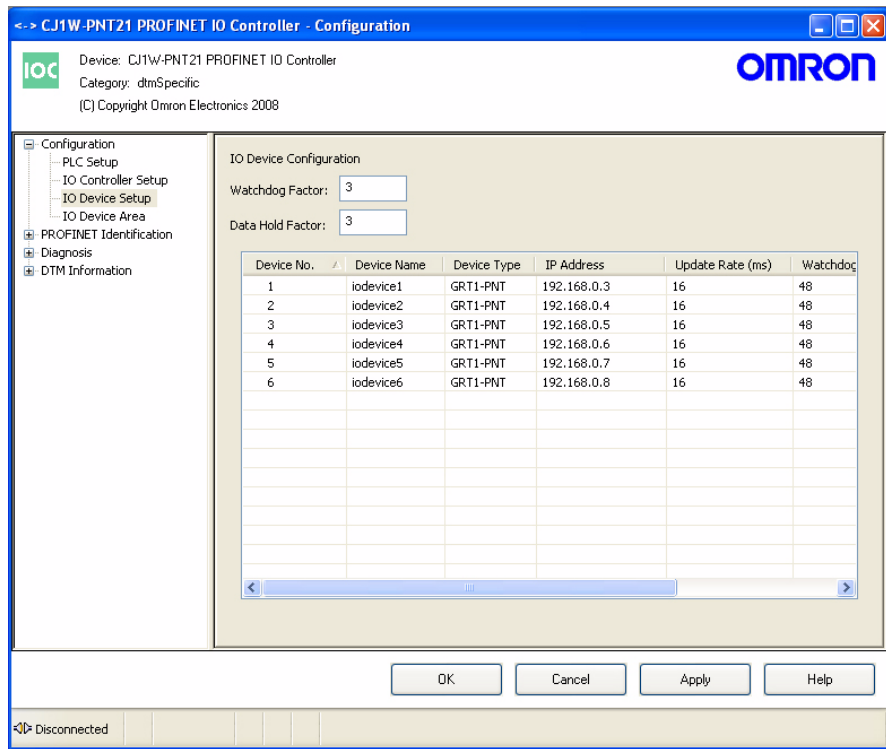 <-> CJ1W-PNT21 PROFINET IO Controller - Configuration
IOC
Device: CJ1W-PNT21 PROFINET IO Controller
Category: dtmSpecific
(C) Copyright Omron Electronics 2008
OMRON
Configuration
PLC Setup
IO Controller Setup
IO Device Setup
IO Device Area
PROFINET Identification
Diagnosis
DTM Information
IO Device Configuration
Watchdog Factor: 3
Data Hold Factor: 3
Device No. Device Name Device Type IP Address Update Rate (ms) Watchdog
1 iodevice1 GRT1-PNT 192.168.0.3 16 48
2 iodevice2 GRT1-PNT 192.168.0.4 16 48
3 iodevice3 GRT1-PNT 192.168.0.5 16 48
4 iodevice4 GRT1-PNT 192.168.0.6 16 48
5 iodevice5 GRT1-PNT 192.168.0.7 16 48
6 iodevice6 GRT1-PNT 192.168.0.8 16 48
OK Cancel Apply Help
Disconnected